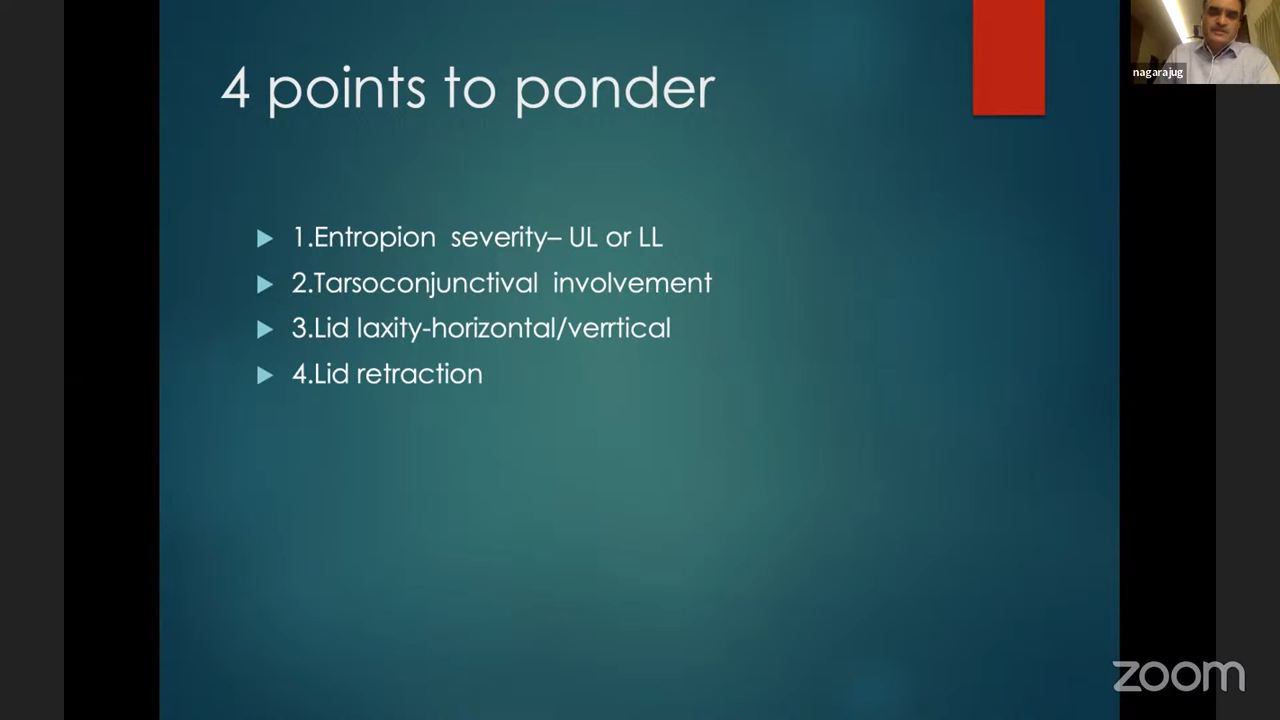 4 points to ponder
nagarajug
1.Entropion severity– UL or LL
2.Tarsoconjunctival involvement
3.Lid laxity-horizontal/verrtical
4.Lid retraction
zoom